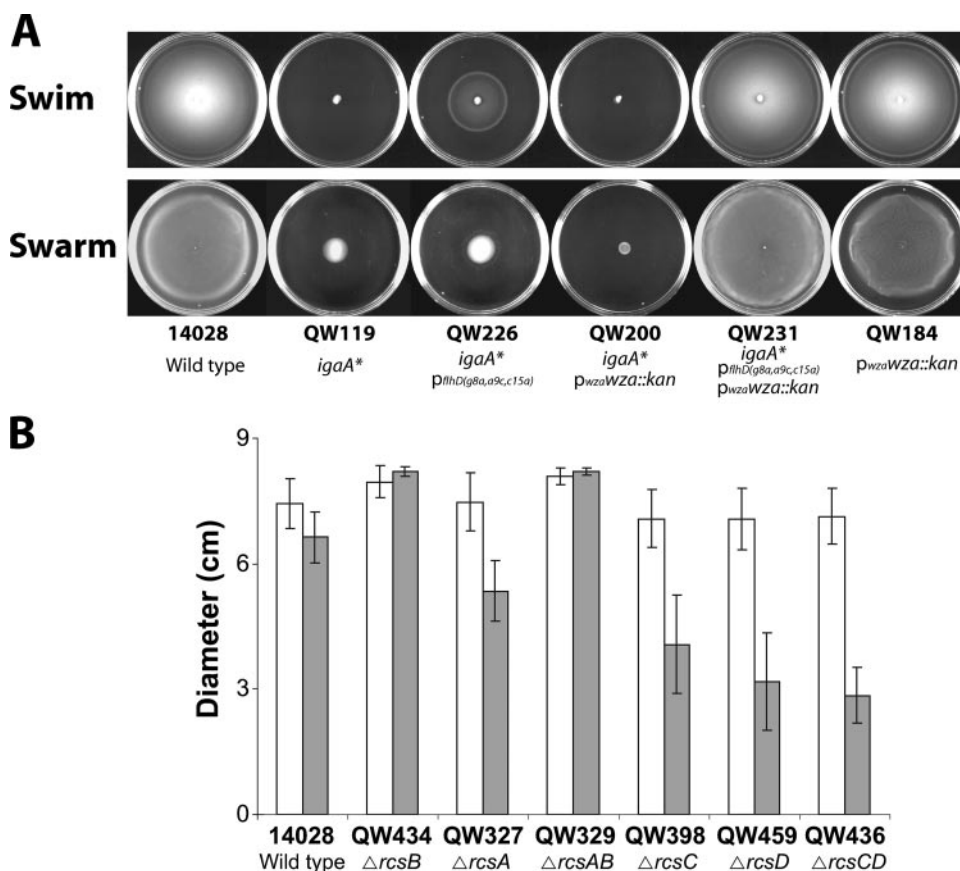 A
Swim
Swarm
14028 QW119 QW226 QW200 QW231 QW184
Wild type igaA* igaA* igaA* igaA* pwzawza::kan
pflhD(g8a,a9c,c15a) pwzawza::kan pflhD(g8a,a9c,c15a)
pwzawza::kan
B
9
6
3
0
Diameter (cm)
14028 QW434 QW327 QW329 QW398 QW459 QW436
Wild type △rcsB △rcsA △rcsAB △rcsC △rcsD △rcsCD